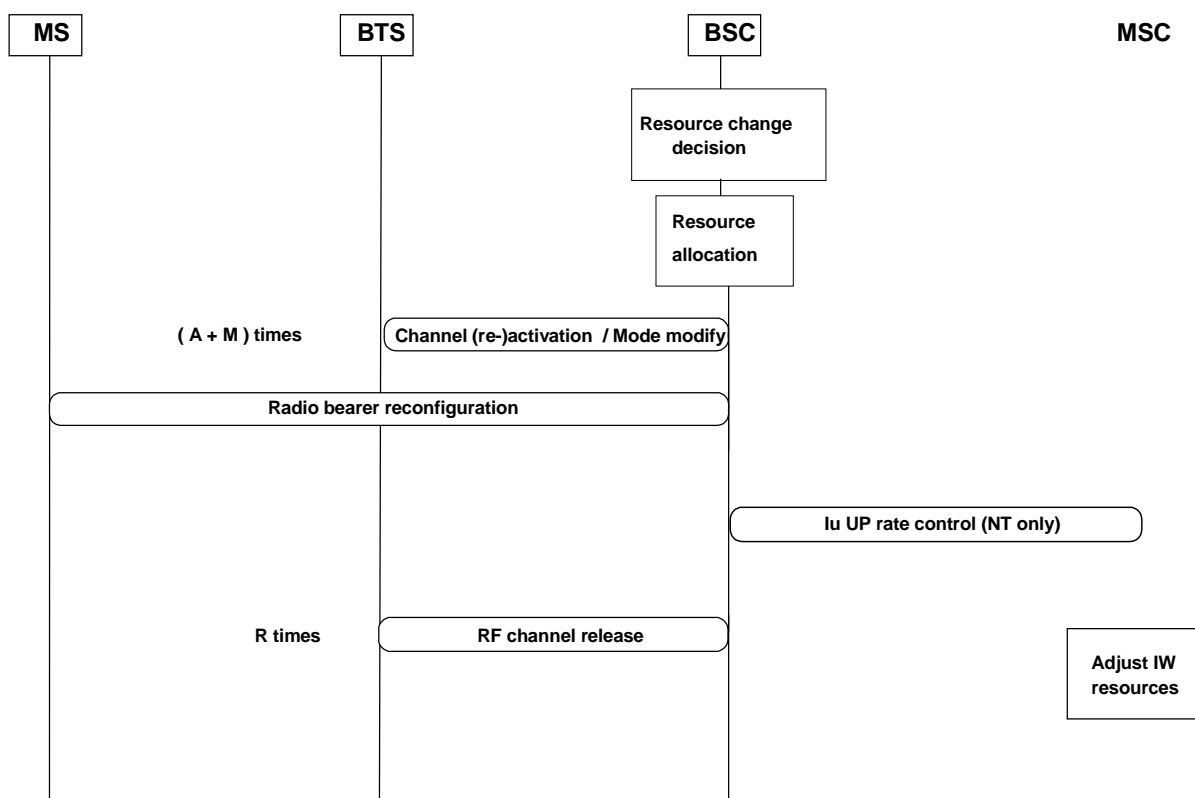 MS
BTS
BSC
MSC
Resource change
decision
Resource
allocation
( A + M ) times
Channel (re-)activation / Mode modify
Radio bearer reconfiguration
Iu UP rate control (NT only)
R times
RF channel release
Adjust IW
resources